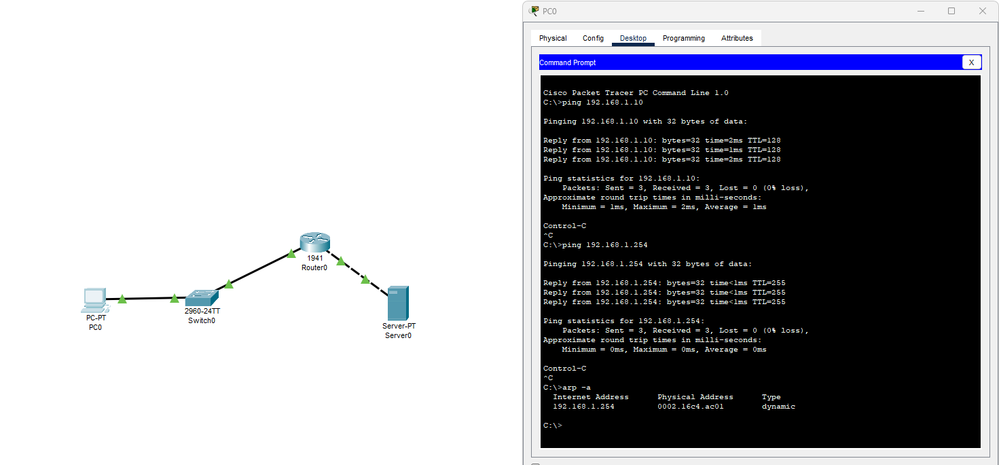 1941
Router0
PC-PT
PC0
2960-24TT
Switch0
Server-PT
Server0
PC0
Physical Config Desktop Programming Attributes
Command Prompt X
Cisco Packet Tracer PC Command Line 1.0
C:\>ping 192.168.1.10
Pinging 192.168.1.10 with 32 bytes of data:
Reply from 192.168.1.10: bytes=32 time=2ms TTL=128
Reply from 192.168.1.10: bytes=32 time=1ms TTL=128
Reply from 192.168.1.10: bytes=32 time=2ms TTL=128
Ping statistics for 192.168.1.10:
Packets: Sent = 3, Received = 3, Lost = 0 (0% loss),
Approximate round trip times in milli-seconds:
Minimum = 1ms, Maximum = 2ms, Average = 1ms
Control-C
^C
C:\>ping 192.168.1.254
Pinging 192.168.1.254 with 32 bytes of data:
Reply from 192.168.1.254: bytes=32 time<1ms TTL=255
Reply from 192.168.1.254: bytes=32 time<1ms TTL=255
Reply from 192.168.1.254: bytes=32 time<1ms TTL=255
Ping statistics for 192.168.1.254:
Packets: Sent = 3, Received = 3, Lost = 0 (0% loss),
Approximate round trip times in milli-seconds:
Minimum = 0ms, Maximum = 0ms, Average = 0ms
Control-C
^C
C:\>arp -a
Internet Address Physical Address Type
192.168.1.254 0002.16c4.ac01 dynamic
C:\>